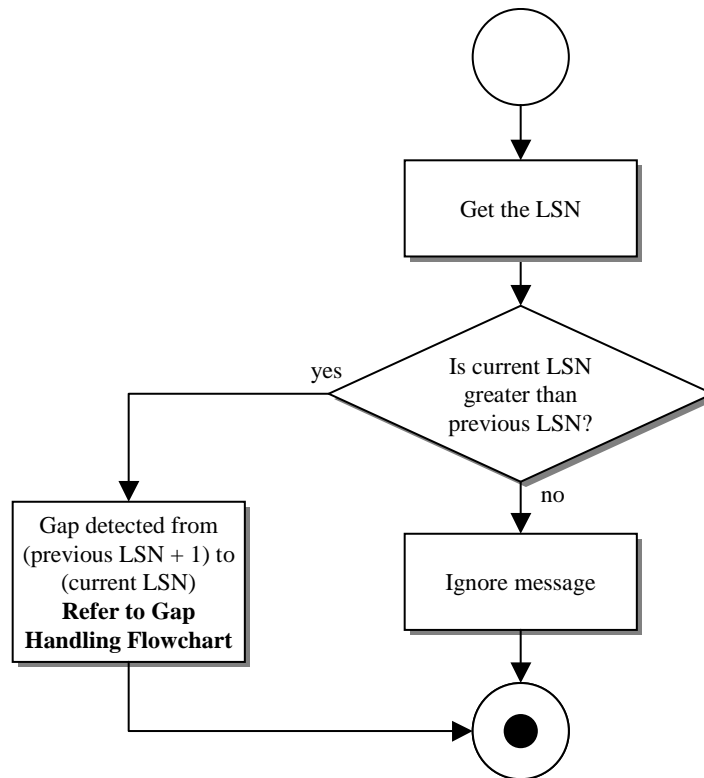 Get the LSN
Is current LSN
greater than
previous LSN?
yes
no
Gap detected from
(previous LSN + 1) to
(current LSN)
Refer to Gap
Handling Flowchart
Ignore message